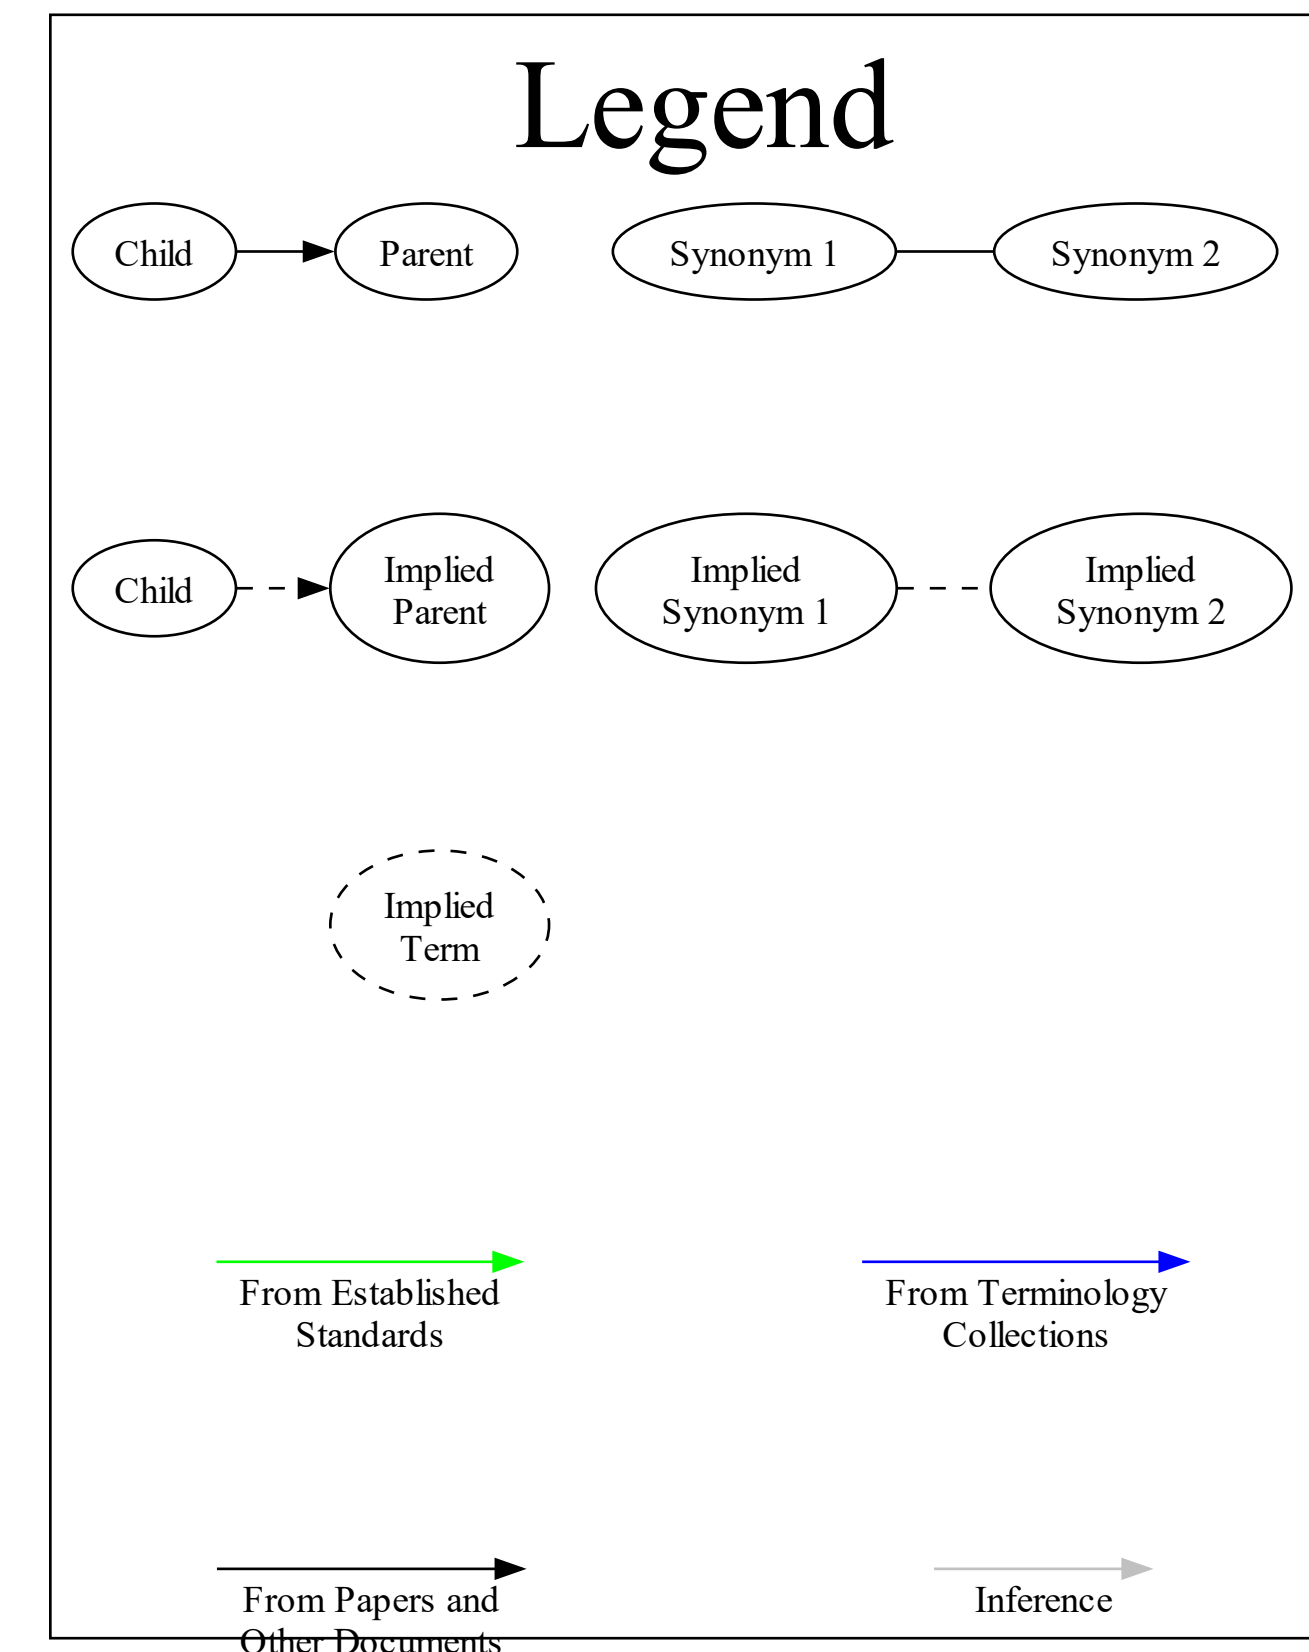 Legend
Child
Parent
Synonym 1
Synonym 2
Child
Implied
Parent
Implied
Synonym 1
Implied
Synonym 2
Implied
Term
From Established
Standards
From Terminology
Collections
From Papers and
Other Documents
Inference